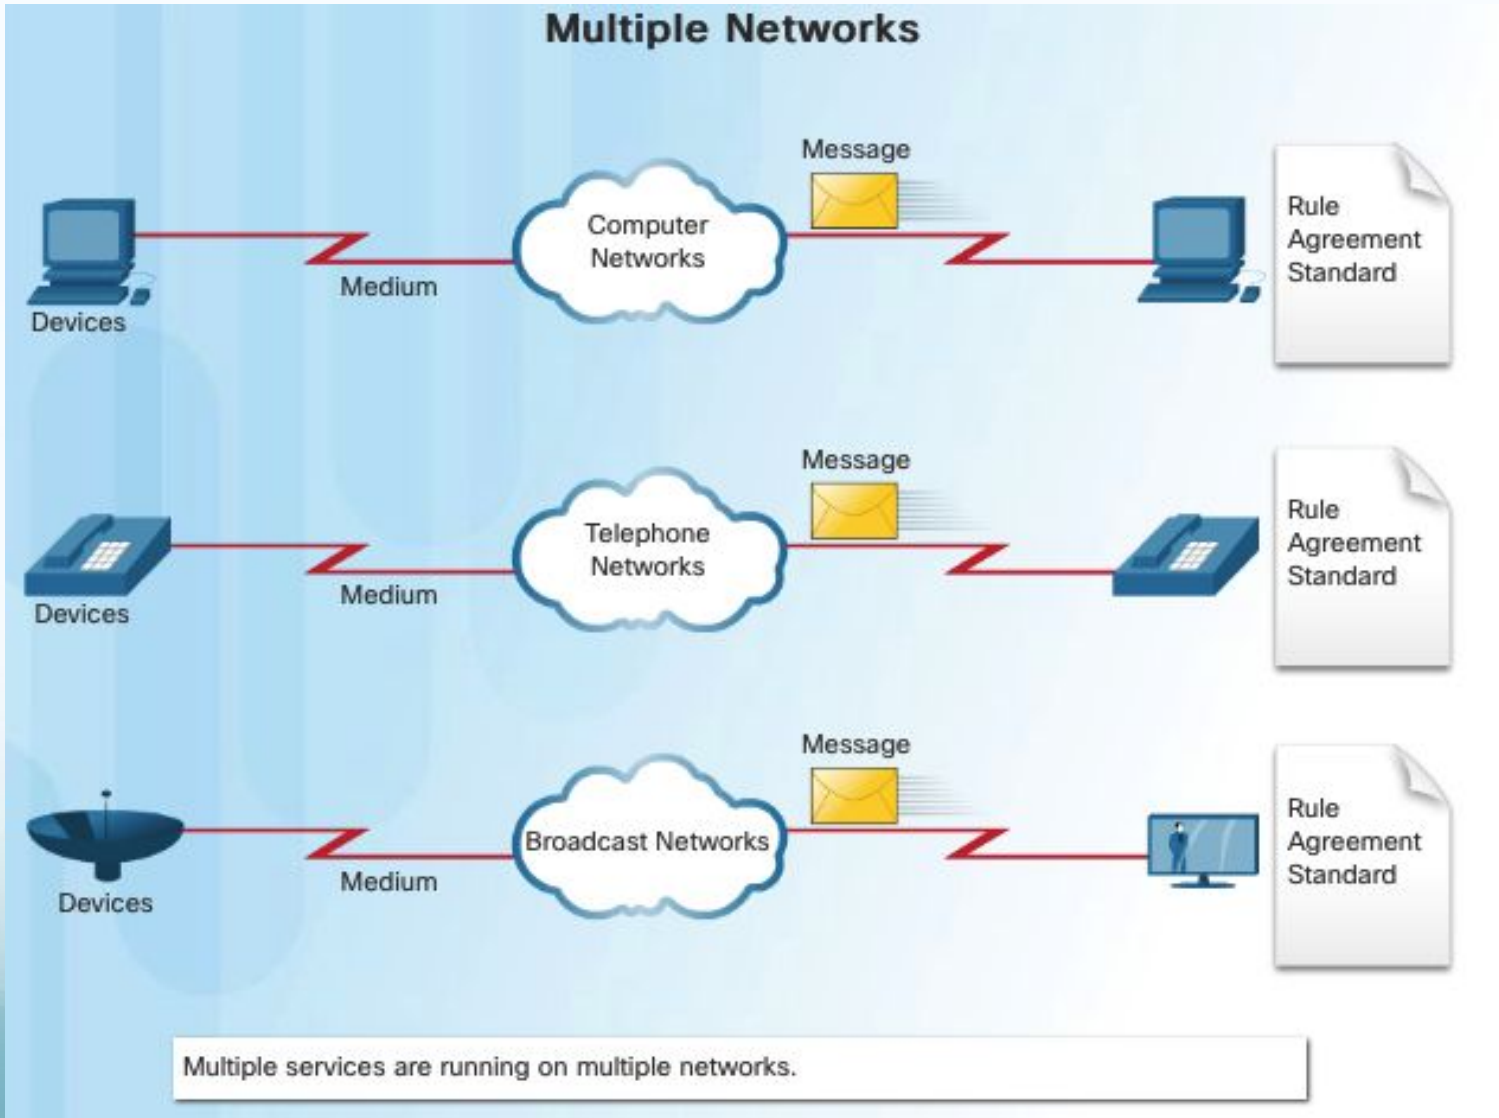 Multiple Networks
Message
Computer
Networks
Medium
Devices
Rule
Agreement
Standard
Message
Telephone
Networks
Medium
Devices
Rule
Agreement
Standard
Message
Broadcast Networks
Medium
Devices
Rule
Agreement
Standard
Multiple services are running on multiple networks.